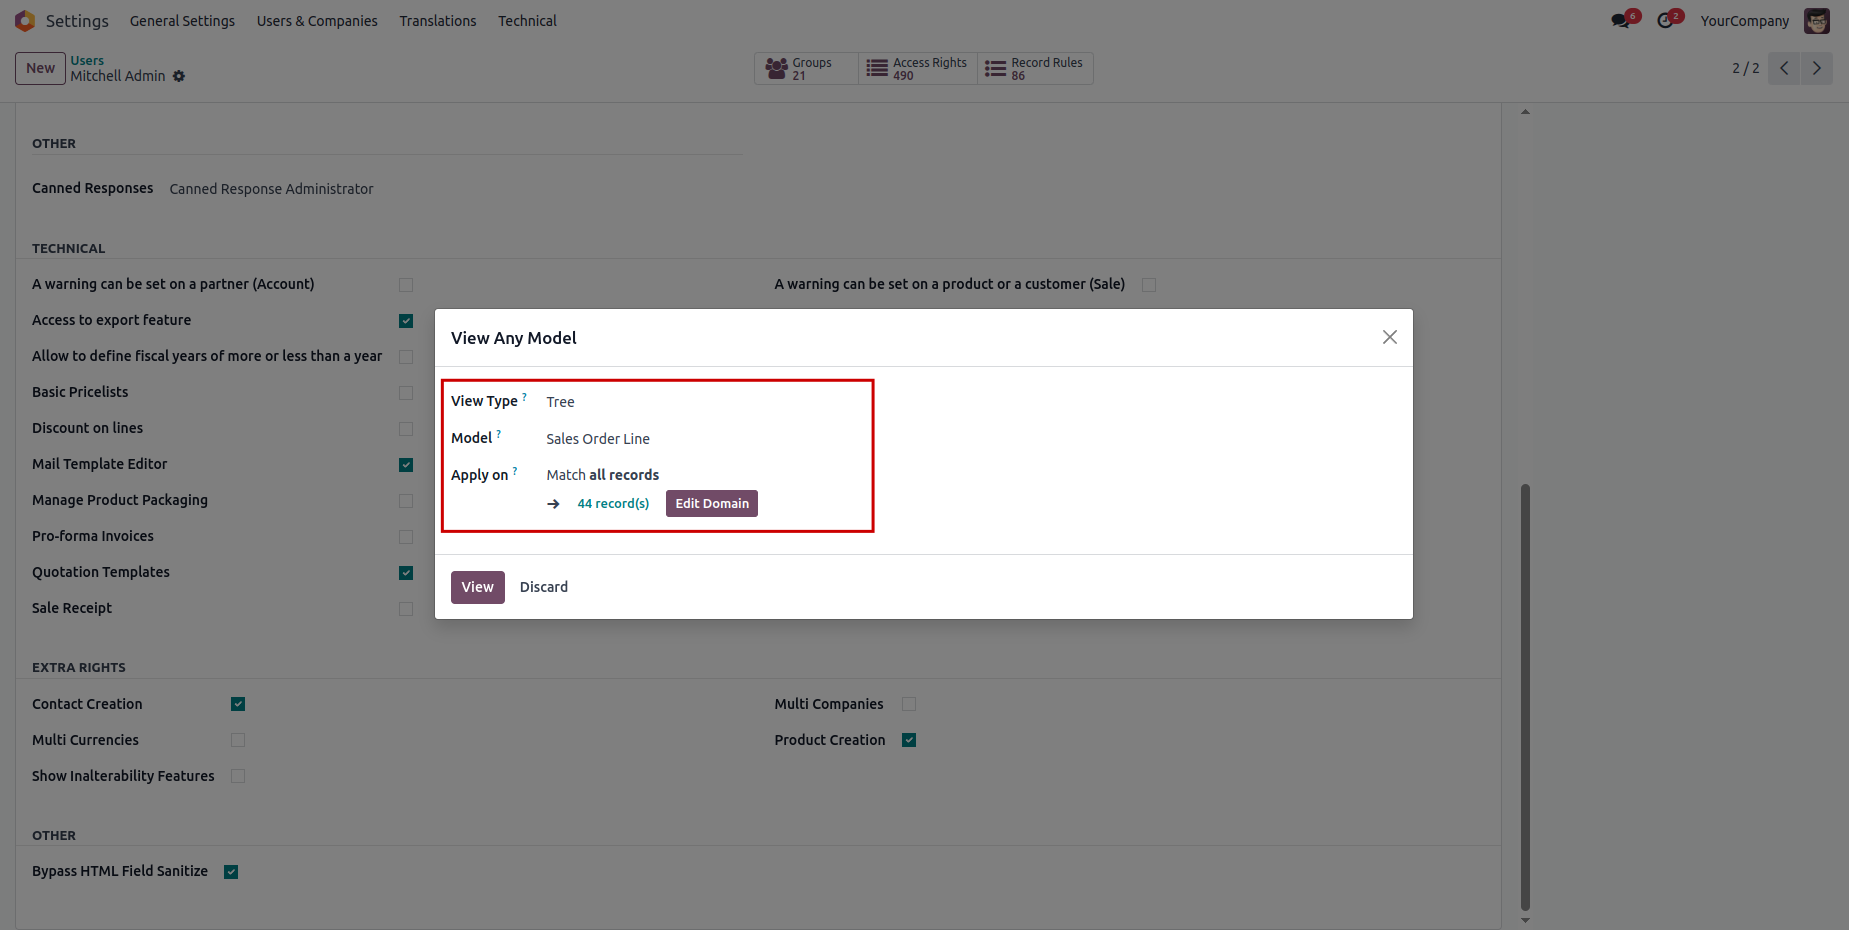 Settings General Settings Users & Companies Translations Technical 6 2 YourCompany
New Users
Mitchell Admin
Groups
21
Access Rights
490
Record Rules
86
2 / 2
OTHER
Canned Responses Canned Response Administrator
TECHNICAL
A warning can be set on a partner (Account) A warning can be set on a product or a customer (Sale)
Access to export feature
Allow to define fiscal years of more or less than a year
Basic Pricelists
Discount on lines
Mail Template Editor
Manage Product Packaging
Pro-forma Invoices
Quotation Templates
Sale Receipt
View Any Model
View Type ? Tree
Model ? Sales Order Line
Apply on ? Match all records
44 record(s) Edit Domain
View Discard
EXTRA RIGHTS
Contact Creation Multi Companies
Multi Currencies Product Creation
Show Inalterability Features
OTHER
Bypass HTML Field Sanitize